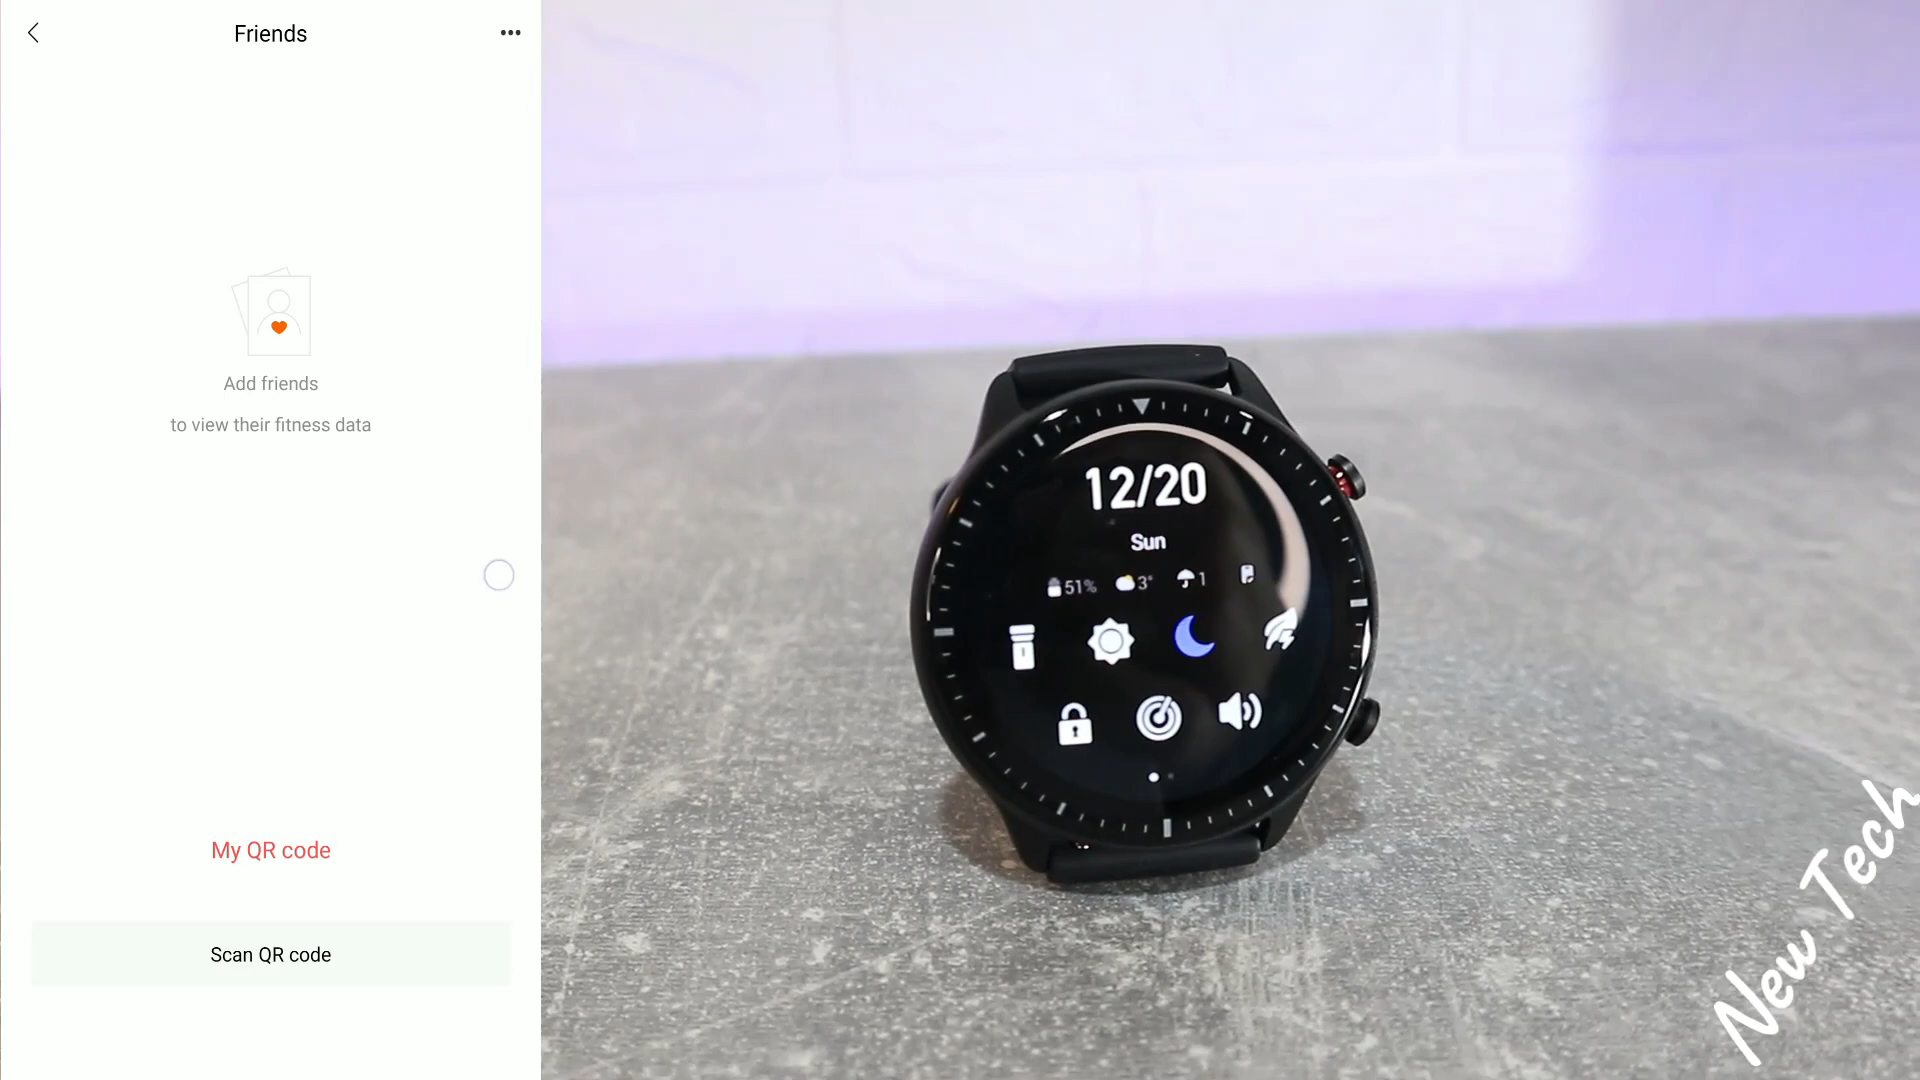 Friends
Add friends
to view their fitness data
My QR code
Scan QR code
12/20
Sun
51% 3° 1
New Tech